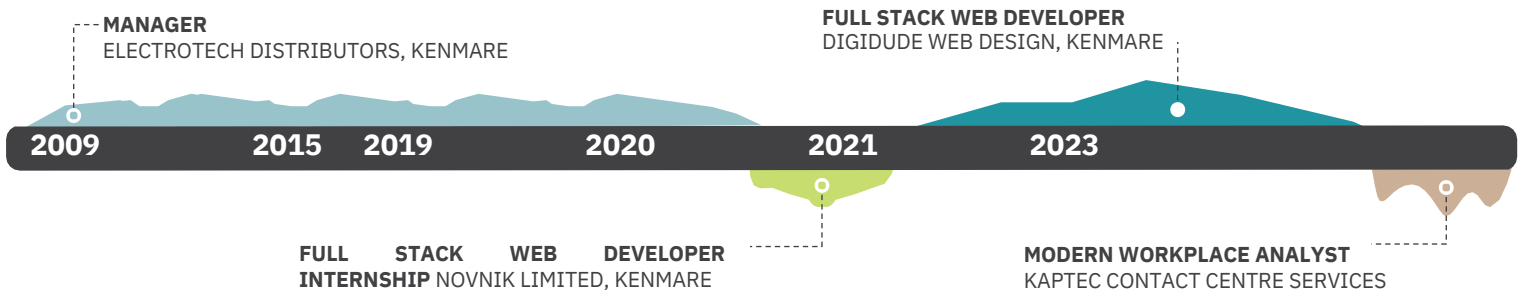 MANAGER
ELECTROTECH DISTRIBUTORS, KENMARE
FULL STACK WEB DEVELOPER
DIGIDUDE WEB DESIGN, KENMARE
2009 2015 2019 2020 2021 2023
FULL STACK WEB DEVELOPER
INTERNSHIP NOVNIK LIMITED, KENMARE
MODERN WORKPLACE ANALYST
KAPTEC CONTACT CENTRE SERVICES